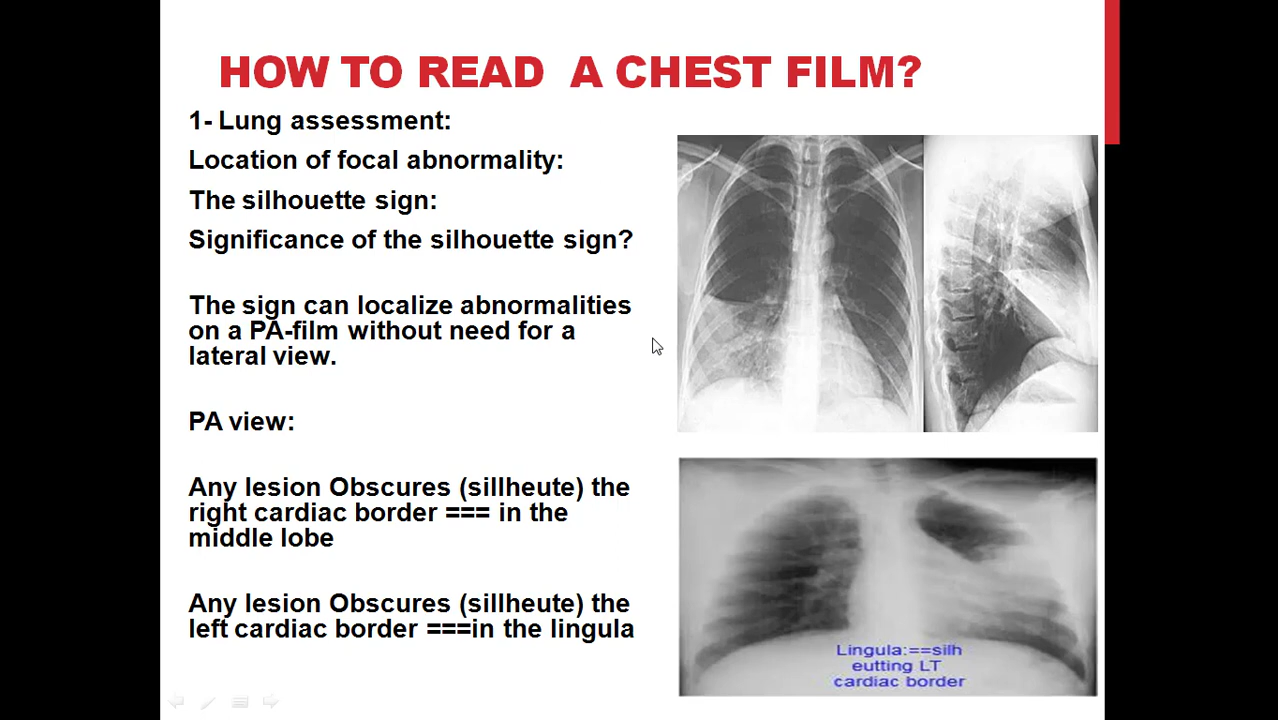 HOW TO READ A CHEST FILM?
1- Lung assessment:
Location of focal abnormality:
The silhouette sign:
Significance of the silhouette sign?
The sign can localize abnormalities
on a PA-film without need for a
lateral view.
PA view:
Any lesion Obscures (sillheute) the
right cardiac border === in the
middle lobe
Any lesion Obscures (sillheute) the
left cardiac border ===in the lingula
Lingula:==silh
eutting LT
cardiac border